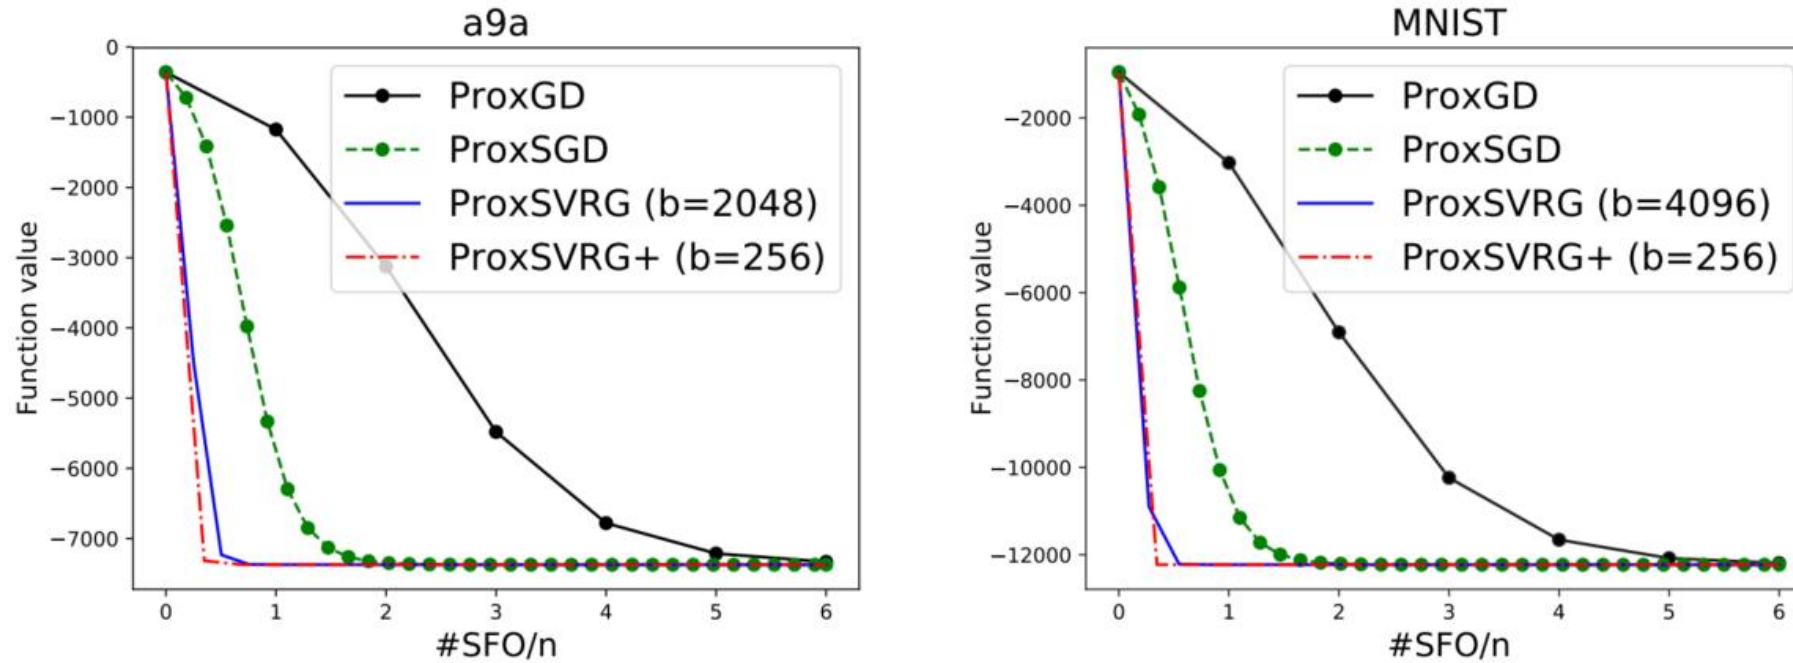 a9a
0
−1000
−2000
−3000
−4000
−5000
−6000
−7000
Function value
ProxGD
ProxSGD
ProxSVRG (b=2048)
ProxSVRG+ (b=256)
0 1 2 3 4 5 6
#SFO/n
MNIST
−2000
−4000
−6000
−8000
−10000
−12000
Function value
ProxGD
ProxSGD
ProxSVRG (b=4096)
ProxSVRG+ (b=256)
0 1 2 3 4 5 6
#SFO/n